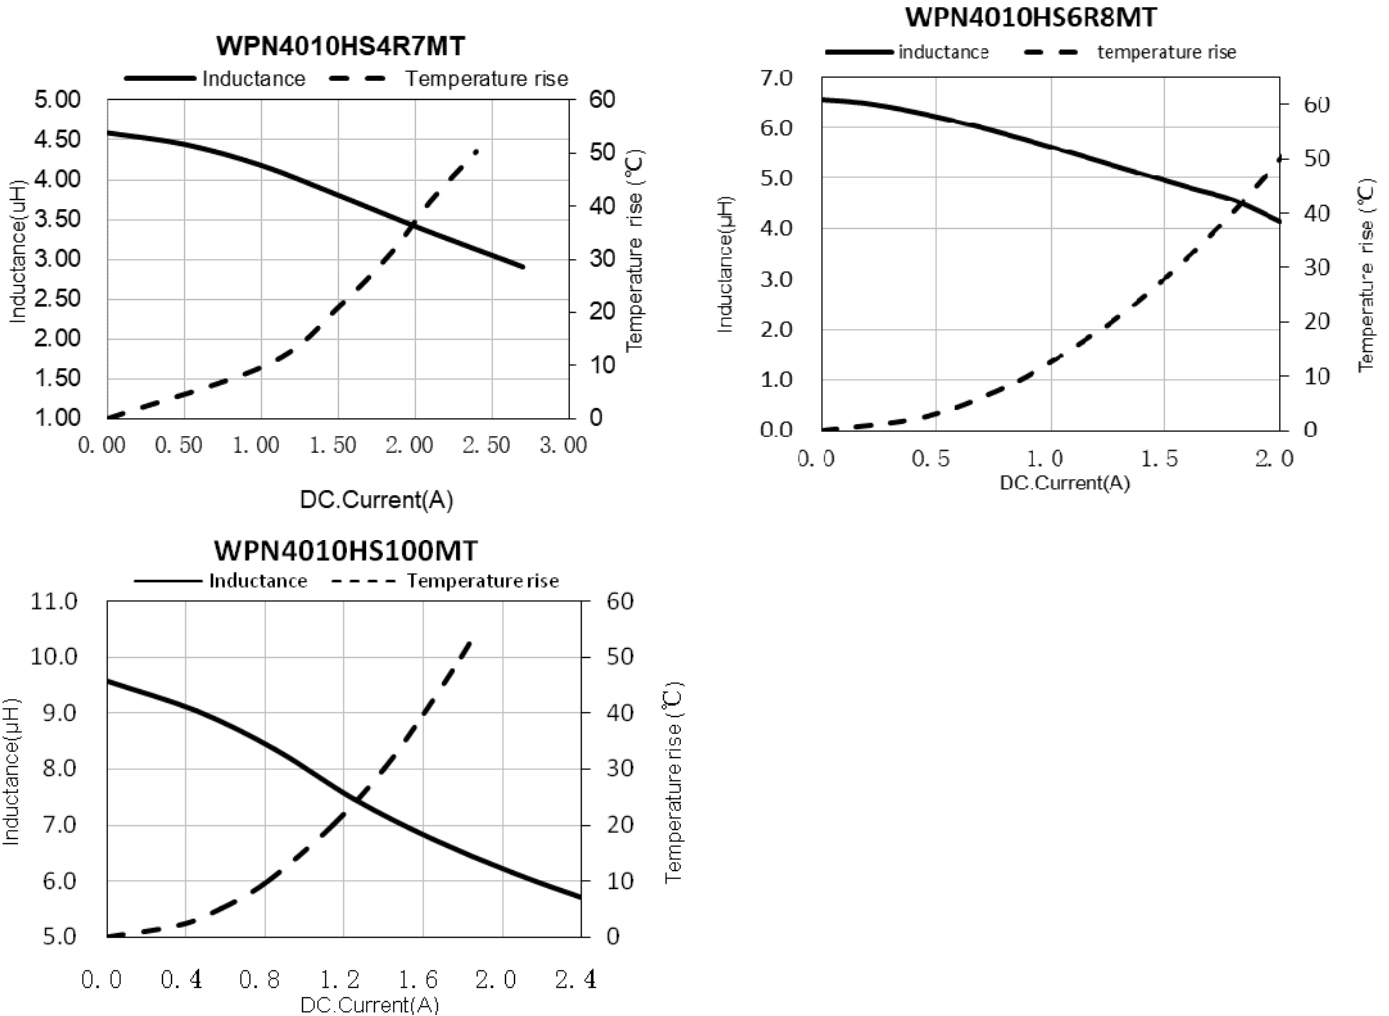 WPN4010HS4R7MT
Inductance Temperature rise
5.00 60
4.50
50
4.00
40
3.50
3.00 30
2.50
20
2.00
10
1.50
1.00 0
0.00 0.50 1.00 1.50 2.00 2.50 3.00
Inductance(uH)
Temperature rise (℃)
DC.Current(A)
WPN4010HS6R8MT
inductance temperature rise
7.0
60
6.0
50
5.0
40
4.0
30
3.0
20
2.0
10
1.0
0.0 0
0.0 0.5 1.0 1.5 2.0
Inductance(μH)
Temperature rise (℃)
DC.Current(A)
WPN4010HS100MT
Inductance Temperature rise
11.0 60
10.0 50
9.0 40
8.0 30
7.0 20
6.0 10
5.0 0
0.0 0.4 0.8 1.2 1.6 2.0 2.4
Inductance(μH)
Temperature rise (℃)
DC.Current(A)